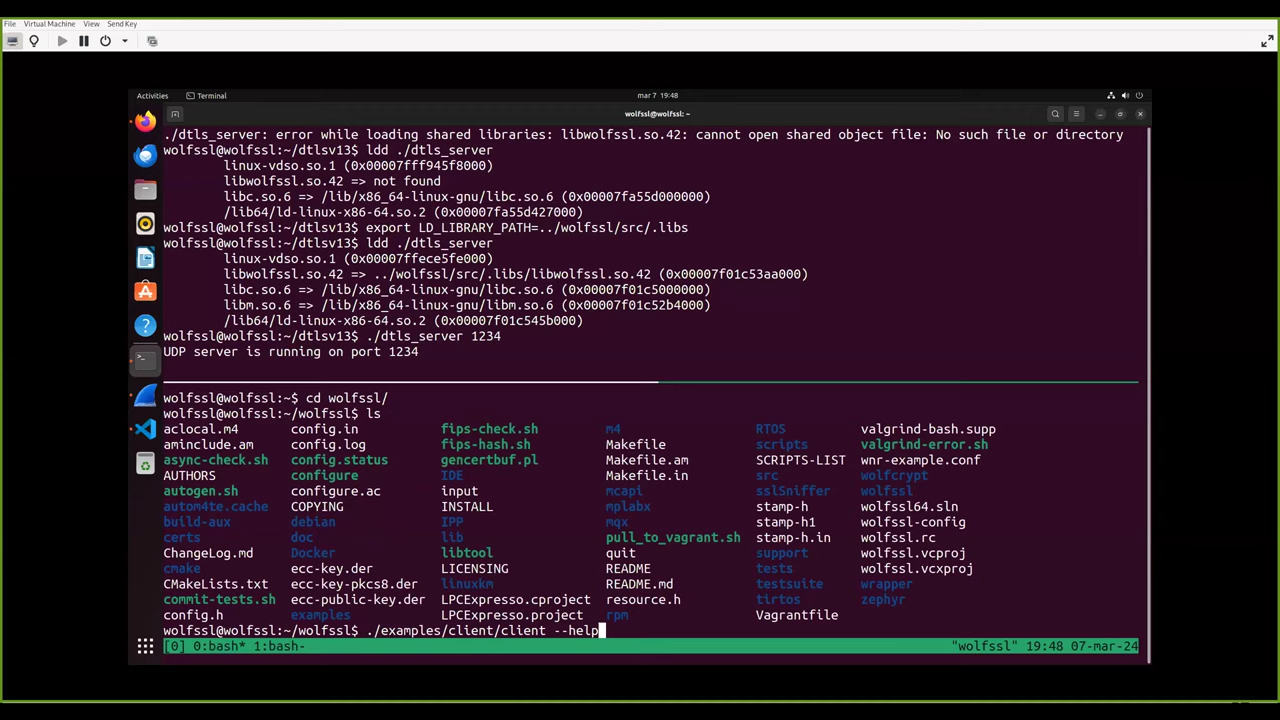 File Virtual Machine View Send Key
Activities Terminal mar 7 19:48
wolfssl@wolfssl: ~
./dtls_server: error while loading shared libraries: libwolfssl.so.42: cannot open shared object file: No such file or directory
wolfssl@wolfssl:~/dtlsv13$ ldd ./dtls_server
linux-vdso.so.1 (0x00007fff945f8000)
libwolfssl.so.42 => not found
libc.so.6 => /lib/x86_64-linux-gnu/libc.so.6 (0x00007fa55d000000)
/lib64/ld-linux-x86-64.so.2 (0x00007fa55d427000)
wolfssl@wolfssl:~/dtlsv13$ export LD_LIBRARY_PATH=../wolfssl/src/.libs
wolfssl@wolfssl:~/dtlsv13$ ldd ./dtls_server
linux-vdso.so.1 (0x00007ffece5fe000)
libwolfssl.so.42 => ../wolfssl/src/.libs/libwolfssl.so.42 (0x00007f01c53aa000)
libc.so.6 => /lib/x86_64-linux-gnu/libc.so.6 (0x00007f01c5000000)
libm.so.6 => /lib/x86_64-linux-gnu/libm.so.6 (0x00007f01c52b4000)
/lib64/ld-linux-x86-64.so.2 (0x00007f01c545b000)
wolfssl@wolfssl:~/dtlsv13$ ./dtls_server 1234
UDP server is running on port 1234
wolfssl@wolfssl:~$ cd wolfssl/
wolfssl@wolfssl:~/wolfssl$ ls
aclocal.m4 config.in fips-check.sh m4 RTOS valgrind-bash.supp
aminclude.am config.log fips-hash.sh Makefile scripts valgrind-error.sh
async-check.sh config.status gencertbuf.pl Makefile.am SCRIPTS-LIST wnr-example.conf
AUTHORS configure IDE Makefile.in src wolfcrypt
autogen.sh configure.ac input mcapi sslSniffer wolfssl
autom4te.cache COPYING INSTALL mplabx stamp-h wolfssl64.sln
build-aux debian IPP mqx stamp-h1 wolfssl-config
certs doc lib pull_to_vagrant.sh stamp-h.in wolfssl.rc
ChangeLog.md Docker libtool quit support wolfssl.vcproj
cmake ecc-key.der LICENSING README tests wolfssl.vcxproj
CMakeLists.txt ecc-key-pkcs8.der linuxkm README.md testsuite wrapper
commit-tests.sh ecc-public-key.der LPCExpresso.cproject resource.h tirtos zephyr
config.h examples LPCExpresso.project rpm Vagrantfile
wolfssl@wolfssl:~/wolfssl$ ./examples/client/client --help
[0] 0:bash* 1:bash- "wolfssl" 19:48 07-mar-24